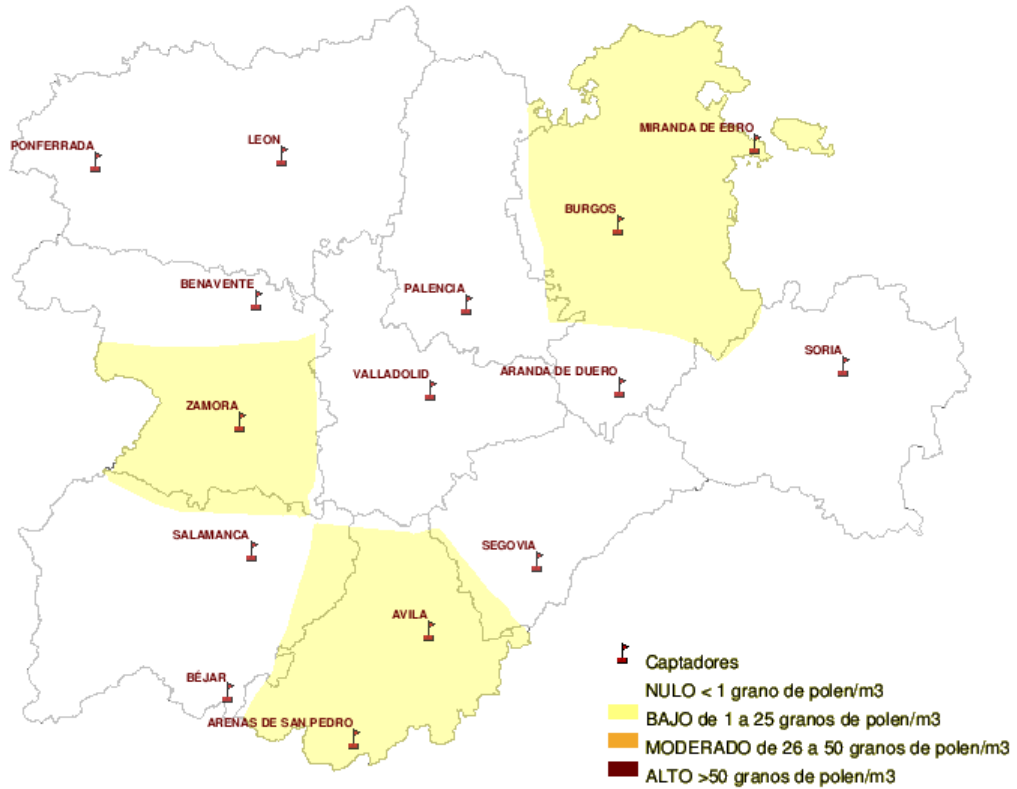 MIRANDA DE EBRO
PONFERRADA
LEON
BURGOS
BENAVENTE
PALENCIA
SORIA
VALLADOLID
ARANDA DE DUERO
ZAMORA
SALAMANCA
SEGOVIA
AVILA
BÉJAR
ARENAS DE SAN PEDRO
Captadores
NULO < 1 grano de polen/m3
BAJO de 1 a 25 granos de polen/m3
MODERADO de 26 a 50 granos de polen/m3
ALTO >50 granos de polen/m3